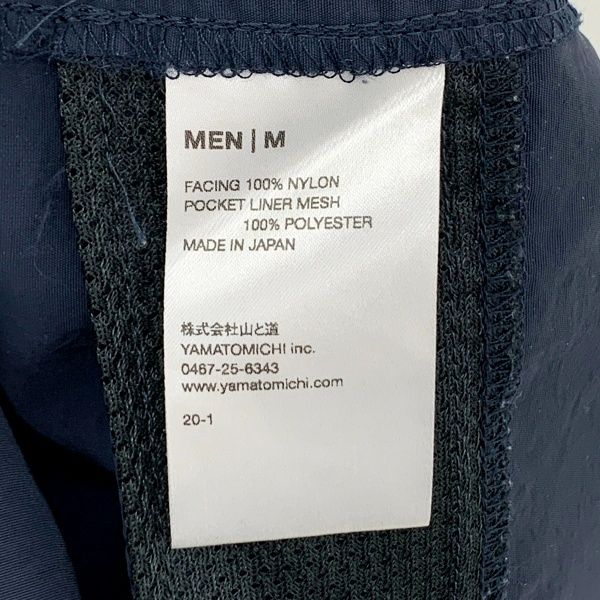 MEN | M
FACING 100% NYLON
POCKET LINER MESH
100% POLYESTER
MADE IN JAPAN
株式会社山と道
YAMATOMICHI inc.
0467-25-6343
www.yamatomichi.com
20-1